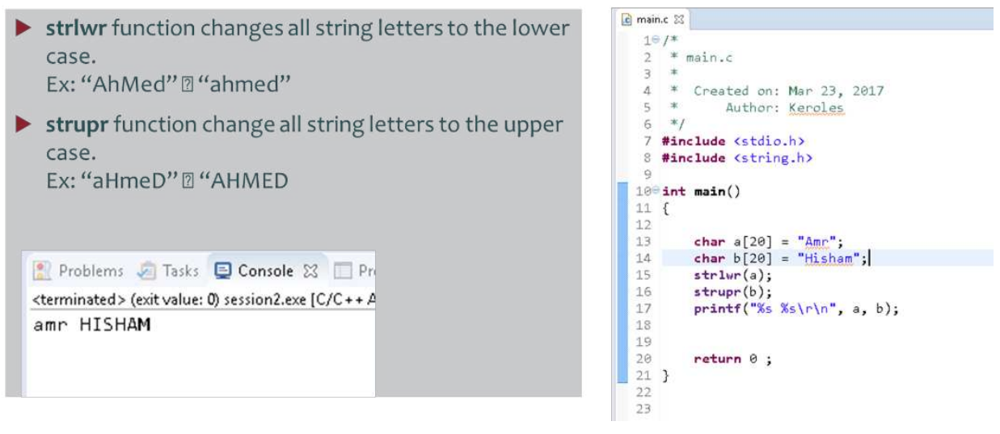 ▶ strlwr function changes all string letters to the lower
case.
Ex: “AhMed” ⍰ “ahmed”
▶ strupr function change all string letters to the upper
case.
Ex: “aHmeD” ⍰ “AHMED
Problems Tasks Console Pr
<terminated> (exit value: 0) session2.exe [C/C++ A
amr HISHAM
main.c
1 /*
2 * main.c
3 *
4 * Created on: Mar 23, 2017
5 * Author: Keroles
6 */
7 #include <stdio.h>
8 #include <string.h>
9
10 int main()
11 {
12
13 char a[20] = "Amr";
14 char b[20] = "Hisham";
15 strlwr(a);
16 strupr(b);
17 printf("%s %s\r\n", a, b);
18
19
20 return 0 ;
21 }
22
23